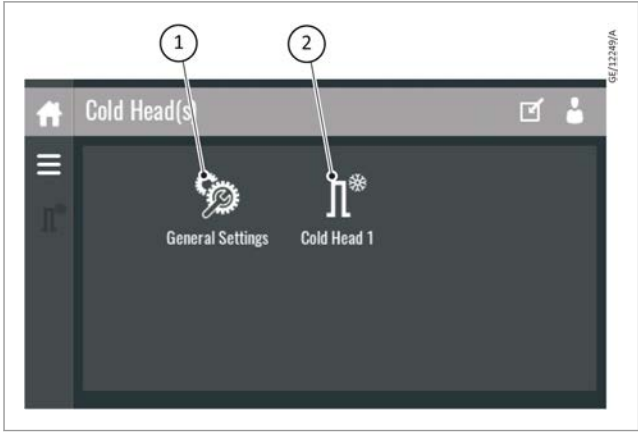 1
2
GE/12249/A
Cold Head(s)
General Settings
Cold Head 1